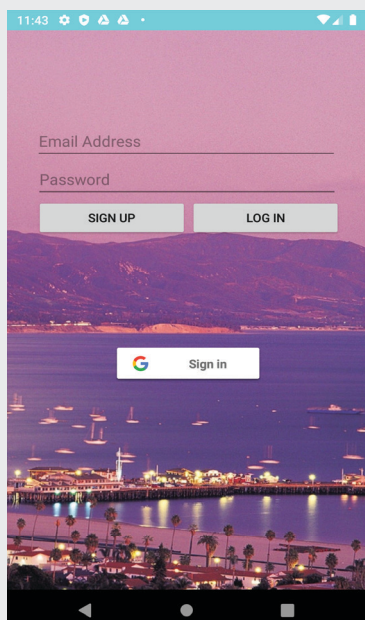 11:43
Email Address
Password
SIGN UP LOG IN
G Sign in